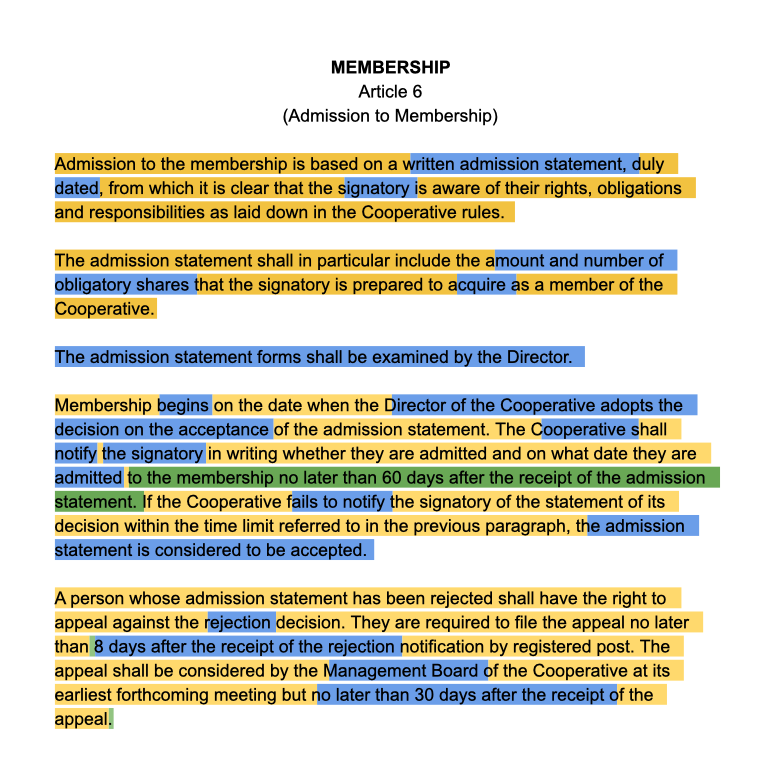 MEMBERSHIP
Article 6
(Admission to Membership)
Admission to the membership is based on a written admission statement, duly
dated, from which it is clear that the signatory is aware of their rights, obligations
and responsibilities as laid down in the Cooperative rules.
The admission statement shall in particular include the amount and number of
obligatory shares that the signatory is prepared to acquire as a member of the
Cooperative.
The admission statement forms shall be examined by the Director.
Membership begins on the date when the Director of the Cooperative adopts the
decision on the acceptance of the admission statement. The Cooperative shall
notify the signatory in writing whether they are admitted and on what date they are
admitted to the membership no later than 60 days after the receipt of the admission
statement. If the Cooperative fails to notify the signatory of the statement of its
decision within the time limit referred to in the previous paragraph, the admission
statement is considered to be accepted.
A person whose admission statement has been rejected shall have the right to
appeal against the rejection decision. They are required to file the appeal no later
than 8 days after the receipt of the rejection notification by registered post. The
appeal shall be considered by the Management Board of the Cooperative at its
earliest forthcoming meeting but no later than 30 days after the receipt of the
appeal.